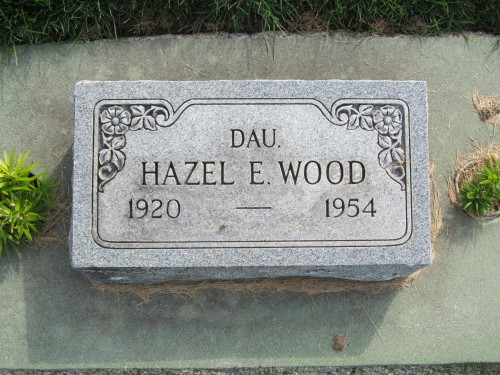 DAU.
HAZEL E. WOOD
1920 — 1954